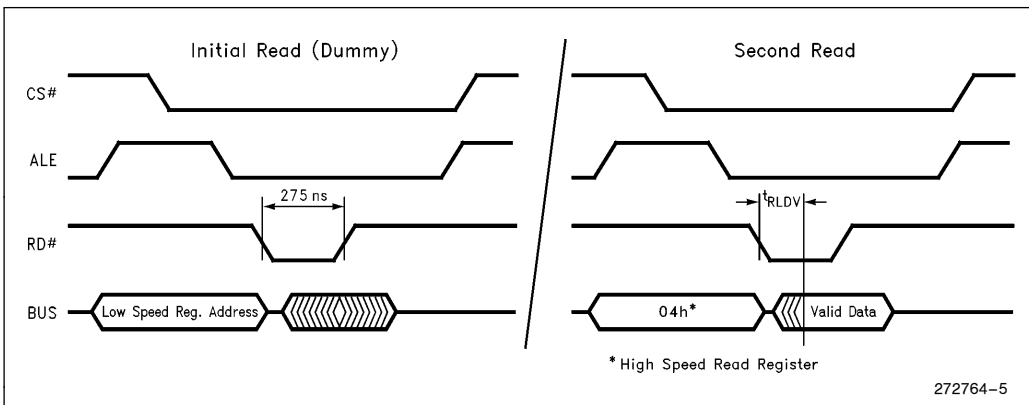 Initial Read (Dummy)
Second Read
CS#
ALE
275 ns
tRLDV
RD#
BUS
Low Speed Reg. Address
04h*
Valid Data
* High Speed Read Register
272764-5